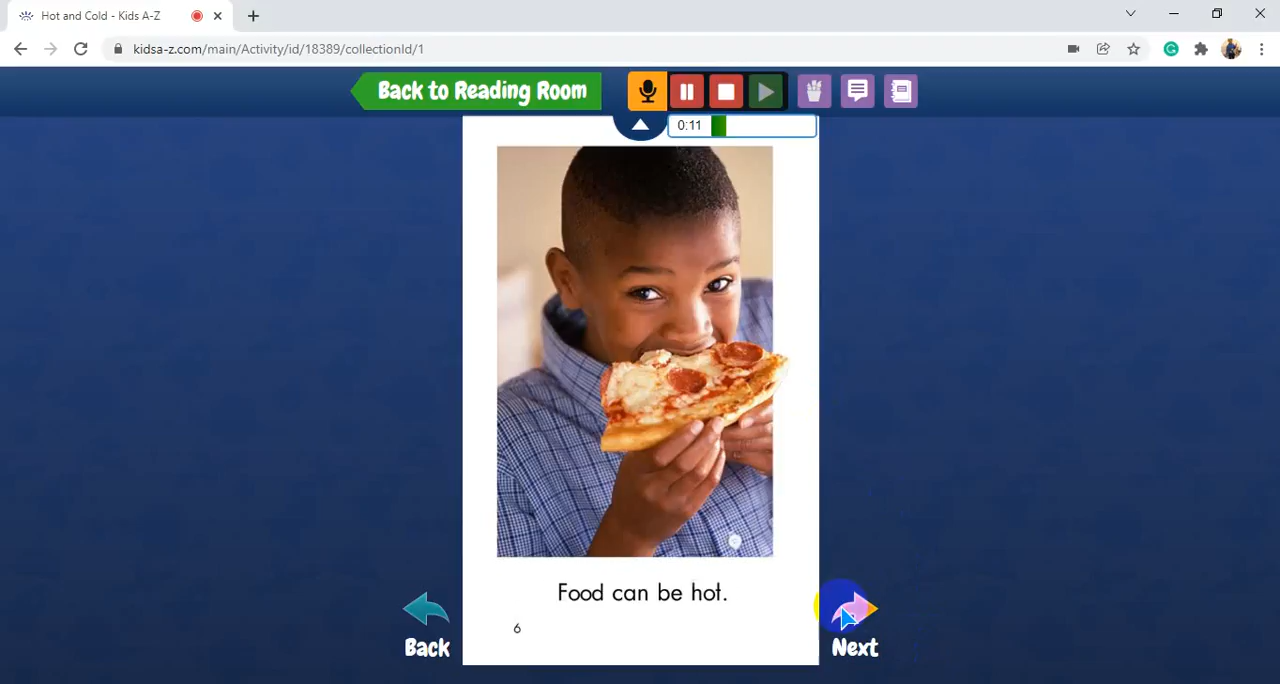 Hot and Cold - Kids A-Z
kidsa-z.com/main/Activity/id/18389/collectionId/1
Back to Reading Room
0:11
Food can be hot.
6
Back
Next